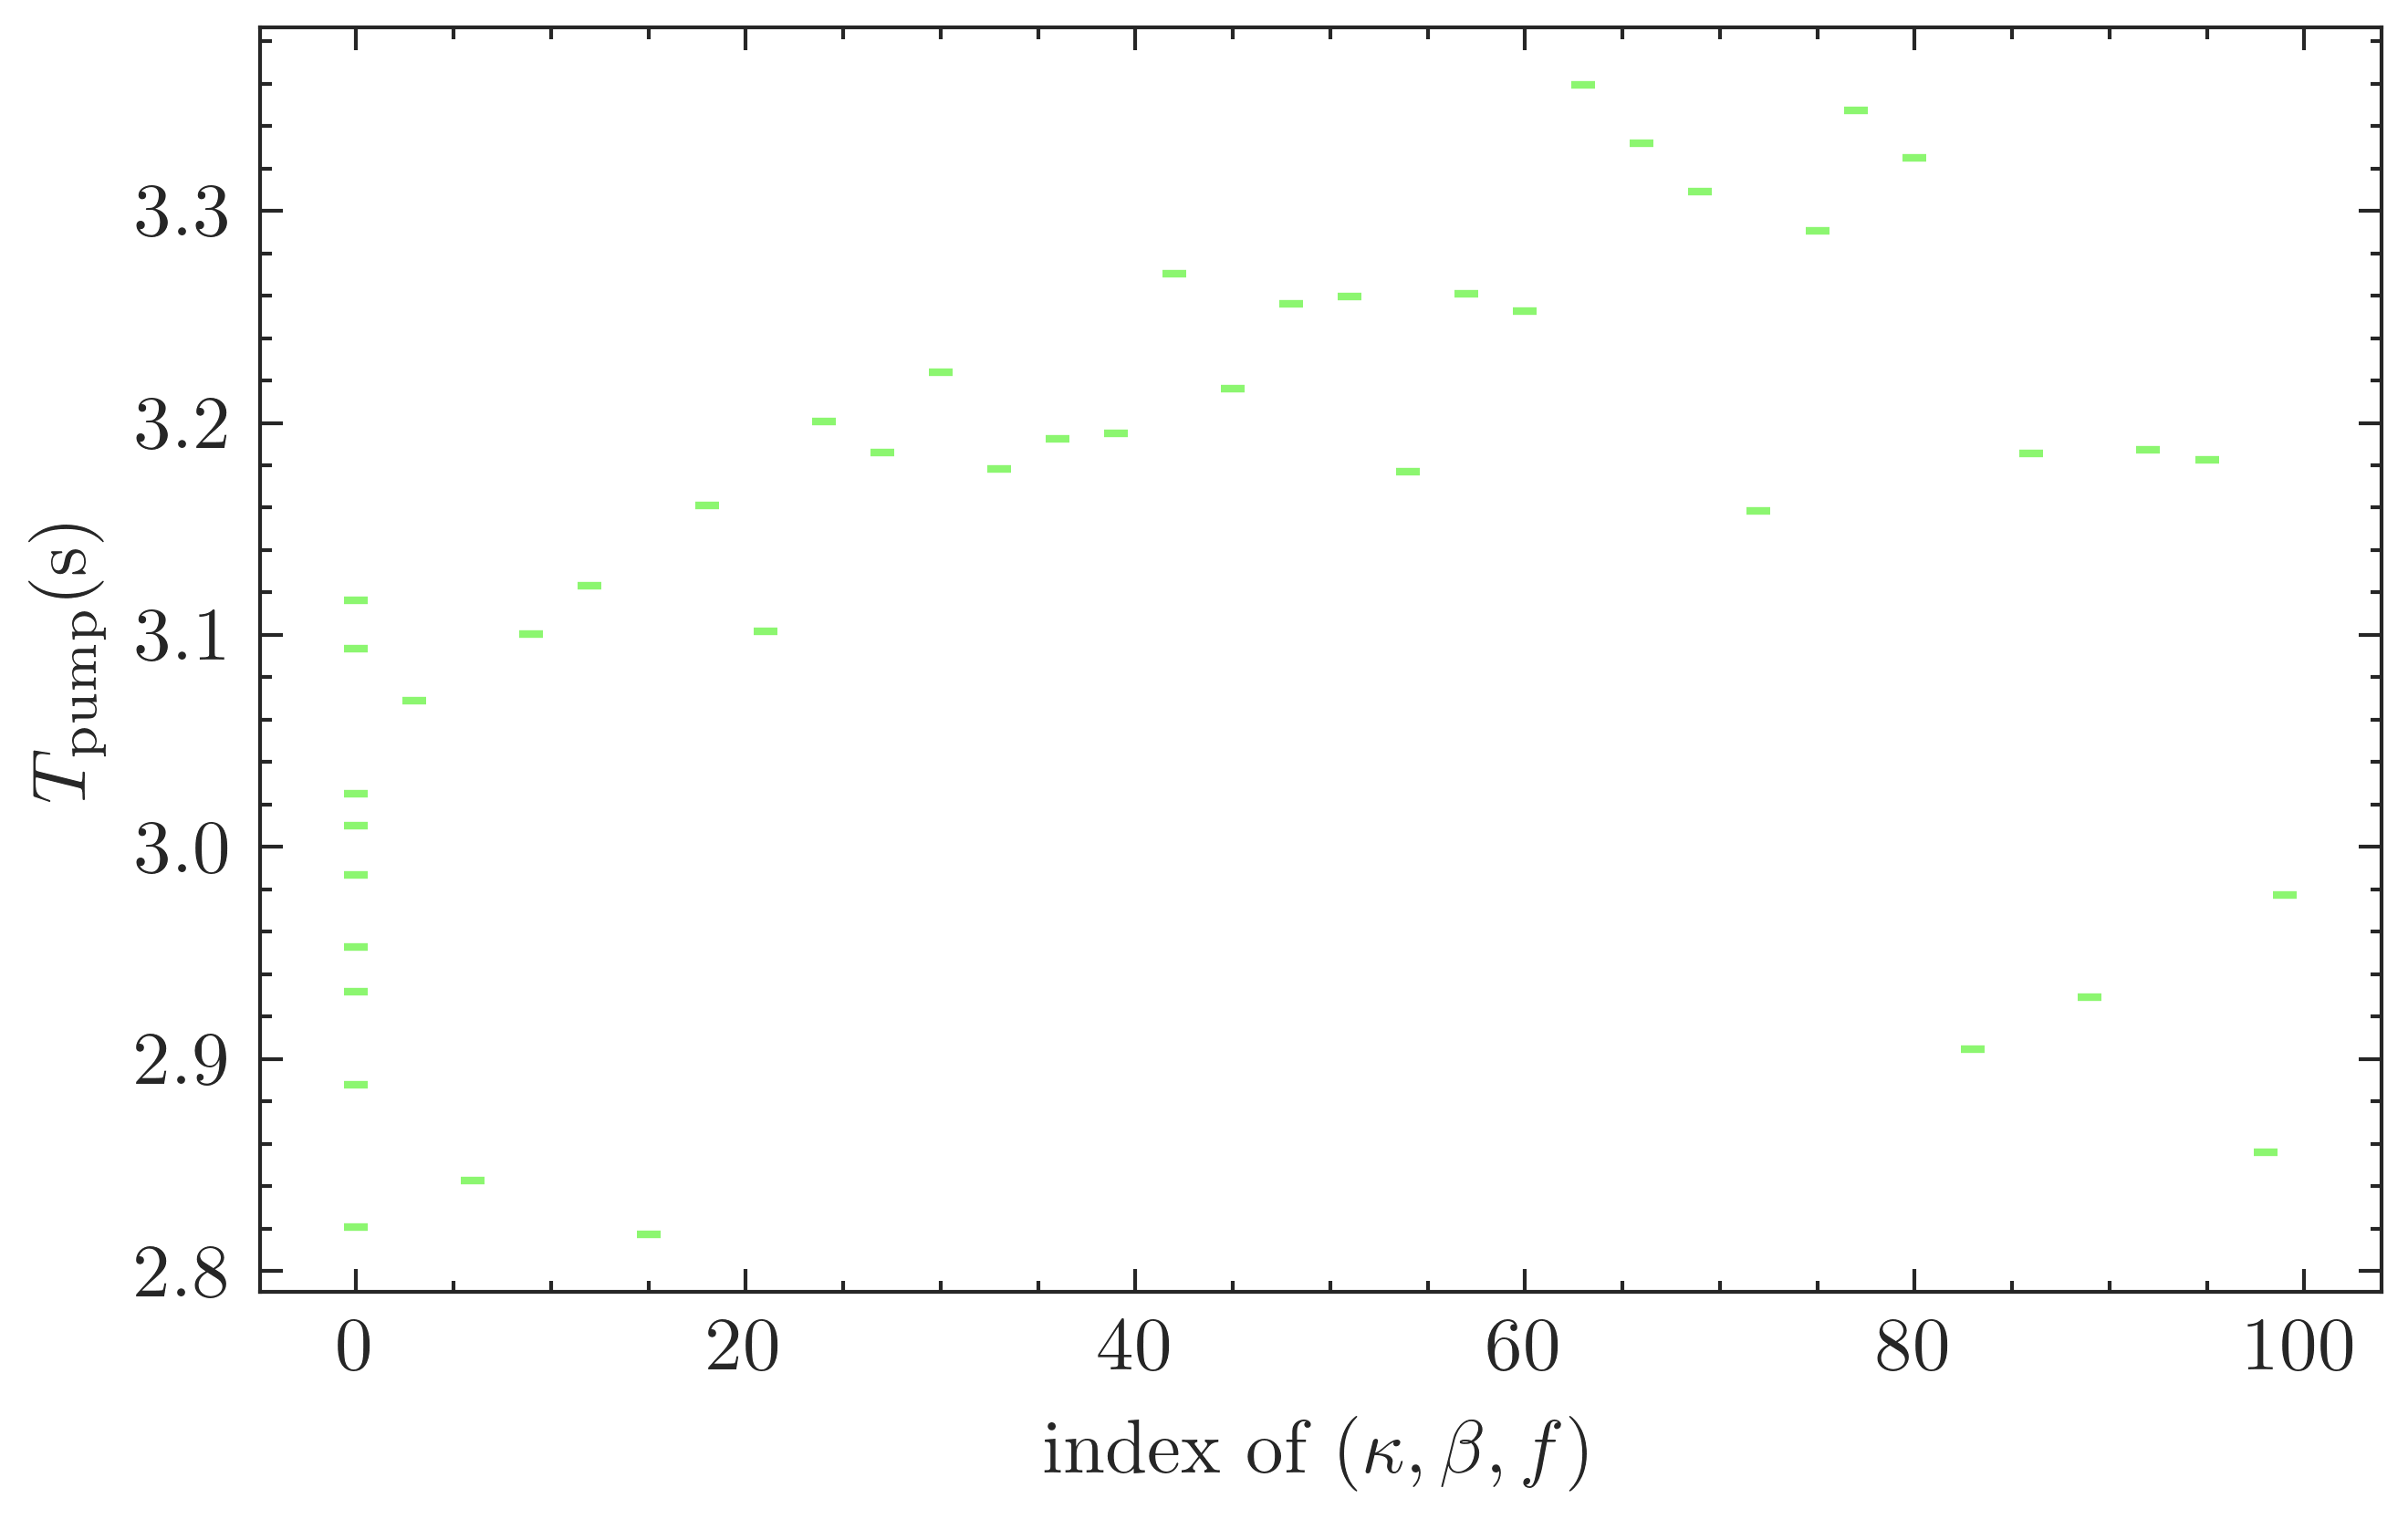 3.3
3.2
3.1
3.0
2.9
2.8
T_pump(s)
0 20 40 60 80 100
index of (κ, β, f)